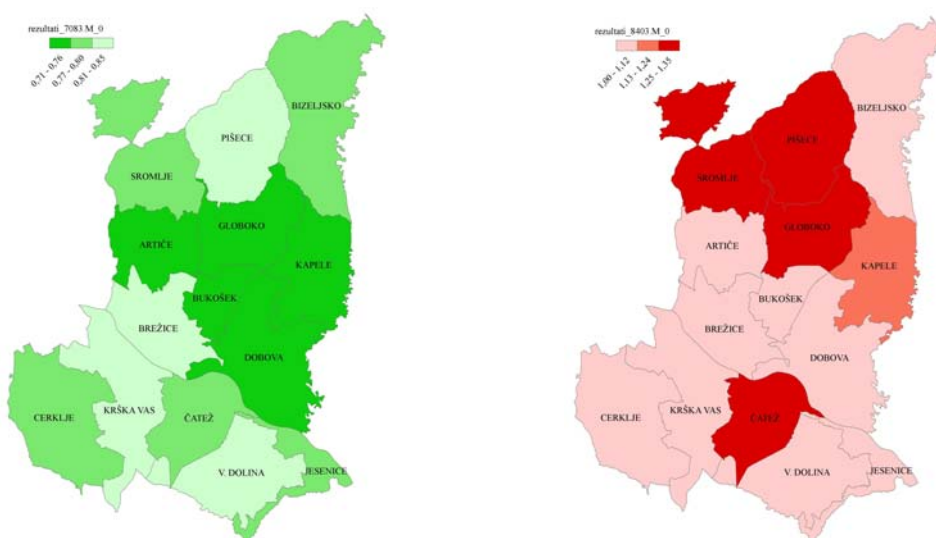 rezultati_7083.M_0
0,71 - 0,76
0,77 - 0,80
0,81 - 0,85
BIZELJSKO
PIŠECE
SROMLJE
GLOBOKO
ARTIČE
KAPELE
BUKOŠEK
BREŽICE
DOBOVA
CERKLJE
KRŠKA VAS
ČATEŽ
V. DOLINA
JESENICE
rezultati_8403.M_0
1,00 - 1,12
1,13 - 1,24
1,25 - 1,35
BIZELJSKO
PIŠECE
SROMLJE
GLOBOKO
ARTIČE
KAPELE
BUKOŠEK
BREŽICE
DOBOVA
CERKLJE
KRŠKA VAS
ČATEŽ
V. DOLINA
JESENICE